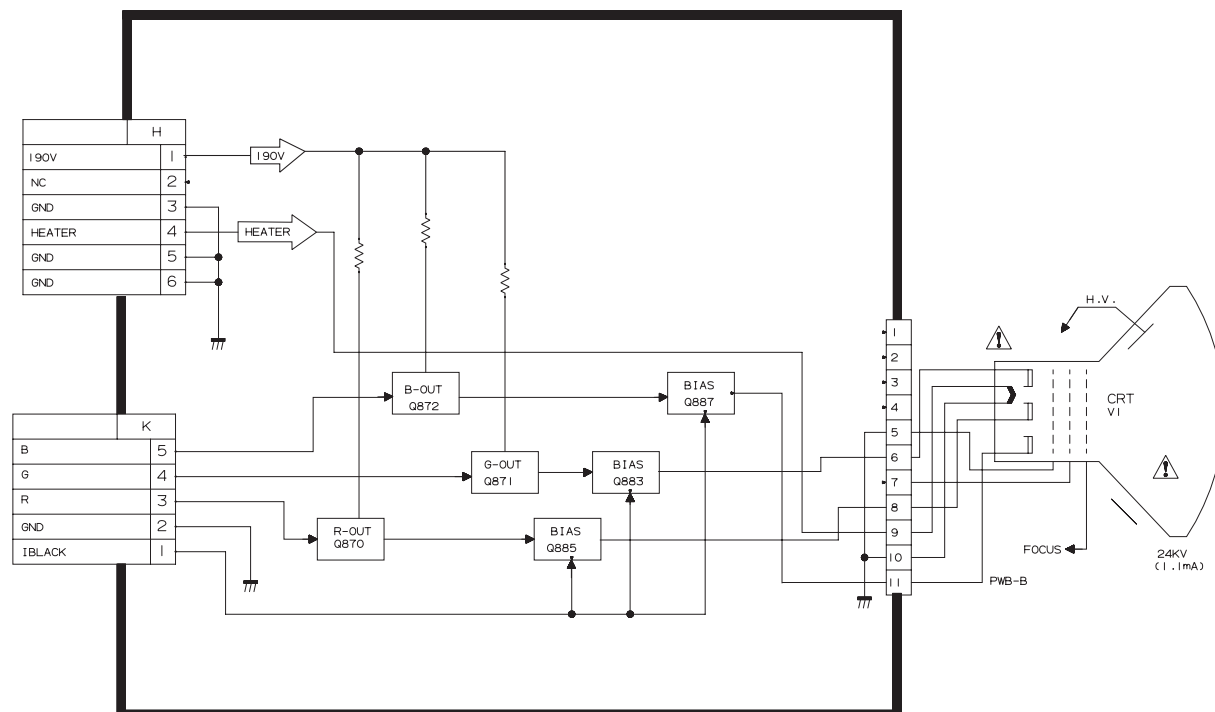 H
190V 1
NC 2
GND 3
HEATER 4
GND 5
GND 6
190V
HEATER
K
B 5
G 4
R 3
GND 2
IBLACK 1
B-OUT
Q872
G-OUT
Q871
R-OUT
Q870
BIAS
Q887
BIAS
Q883
BIAS
Q885
1
2
3
4
5
6
7
8
9
10
11
PWB-B
H.V.
!
CRT
V1
!
FOCUS
24KV
(1.1mA)